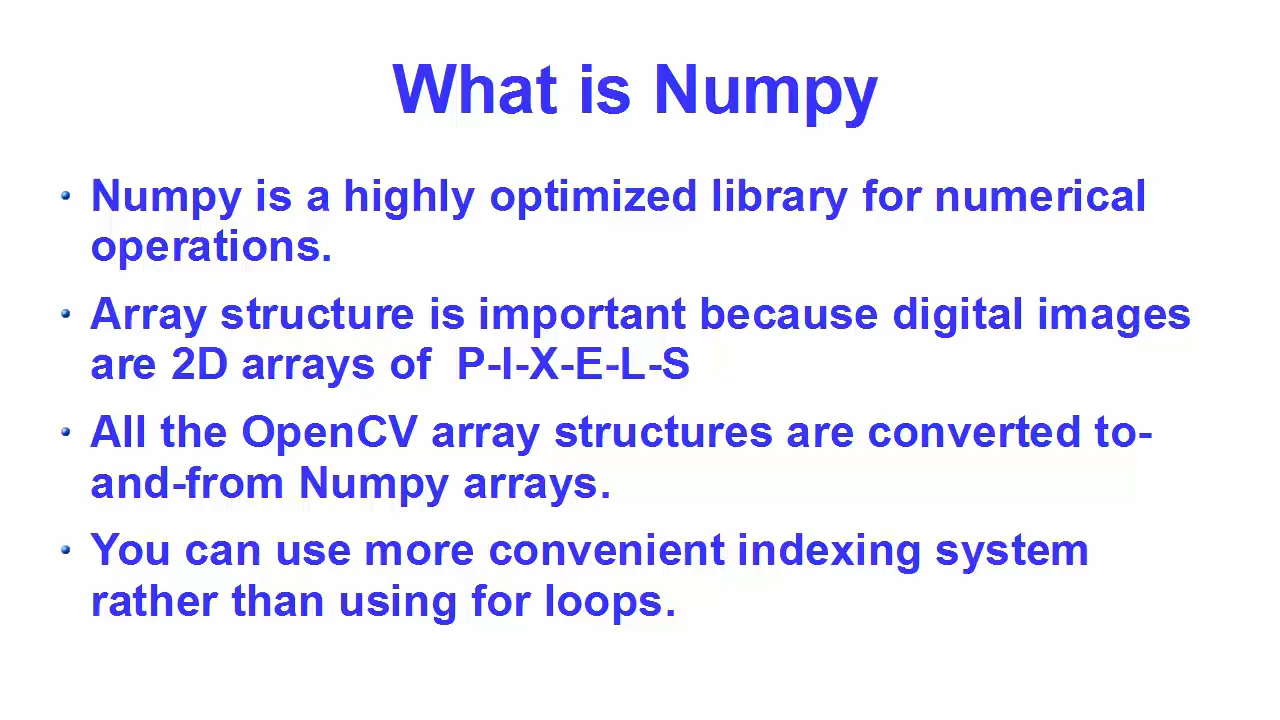 What is Numpy
Numpy is a highly optimized library for numerical
operations.
Array structure is important because digital images
are 2D arrays of  P-I-X-E-L-S
All the OpenCV array structures are converted to-
and-from Numpy arrays.
You can use more convenient indexing system
rather than using for loops.